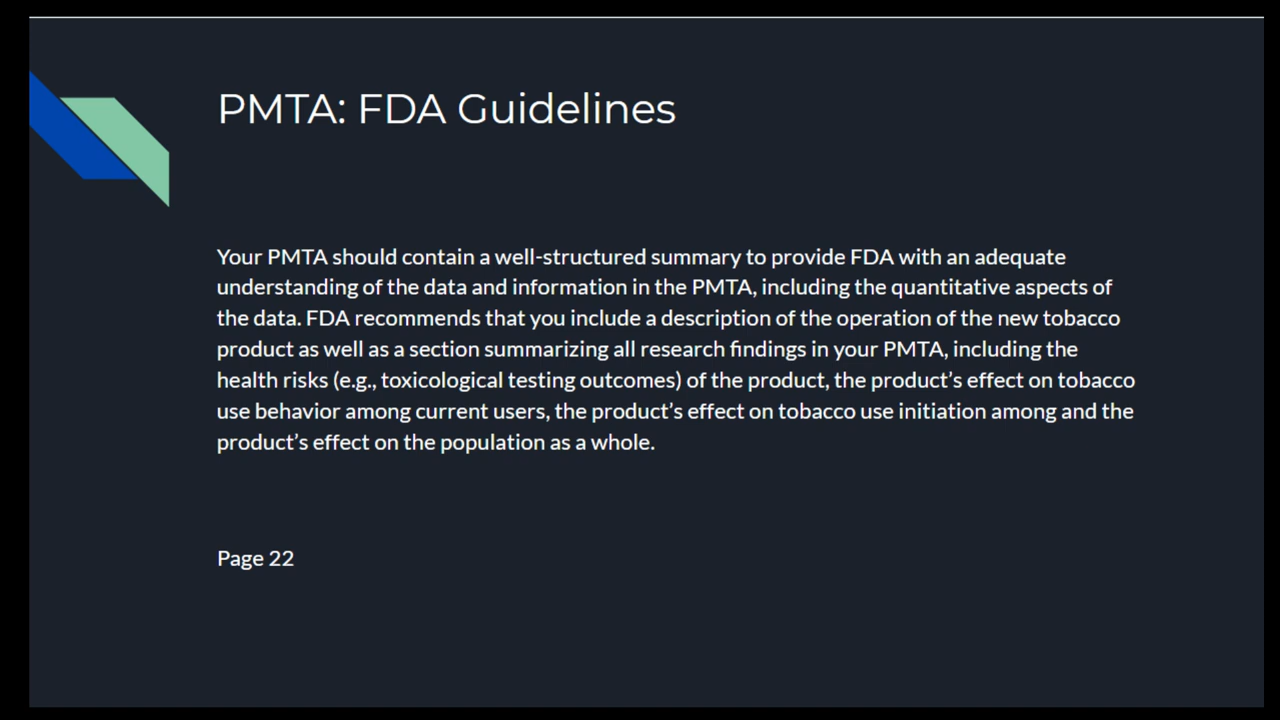 PMTA: FDA Guidelines
Your PMTA should contain a well-structured summary to provide FDA with an adequate
understanding of the data and information in the PMTA, including the quantitative aspects of
the data. FDA recommends that you include a description of the operation of the new tobacco
product as well as a section summarizing all research findings in your PMTA, including the
health risks (e.g., toxicological testing outcomes) of the product, the product’s effect on tobacco
use behavior among current users, the product’s effect on tobacco use initiation among and the
product’s effect on the population as a whole.
Page 22